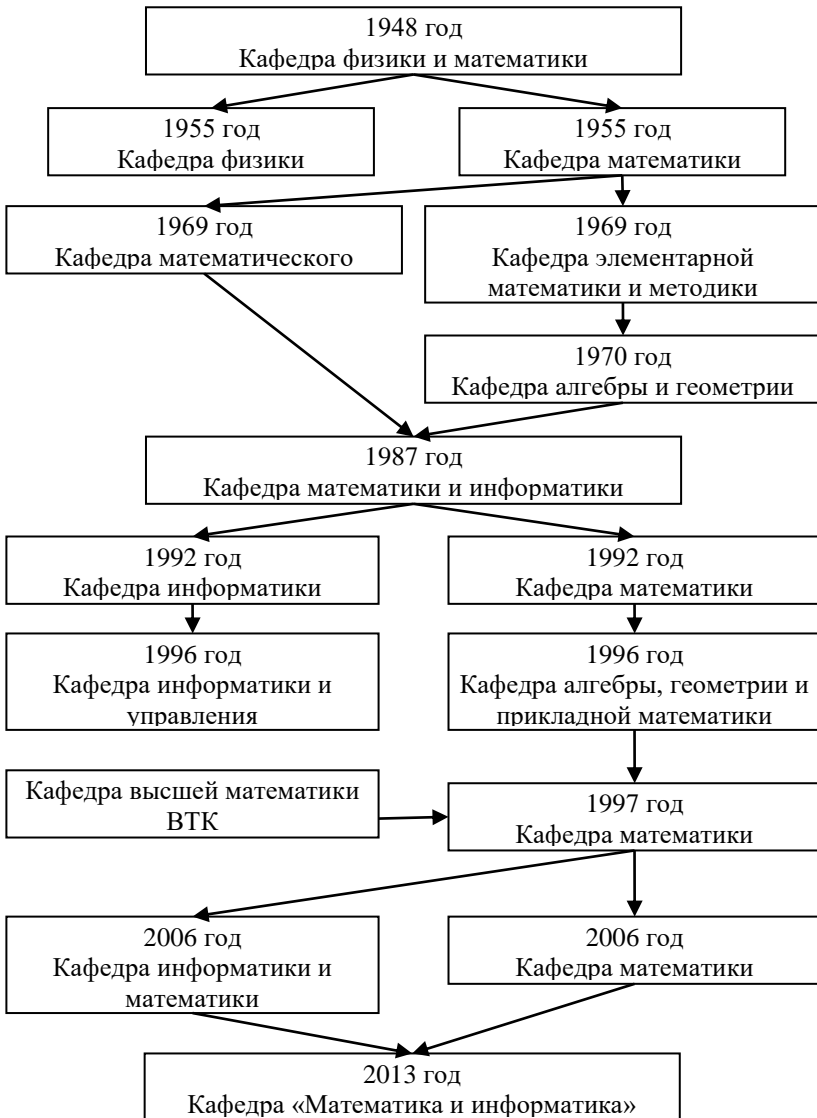 1948 год
Кафедра физики и математики
1955 год
Кафедра физики
1955 год
Кафедра математики
1969 год
Кафедра математического
1969 год
Кафедра элементарной
математики и методики
1970 год
Кафедра алгебры и геометрии
1987 год
Кафедра математики и информатики
1992 год
Кафедра информатики
1992 год
Кафедра математики
1996 год
Кафедра информатики и
управления
1996 год
Кафедра алгебры, геометрии и
прикладной математики
Кафедра высшей математики
ВТК
1997 год
Кафедра математики
2006 год
Кафедра информатики и
математики
2006 год
Кафедра математики
2013 год
Кафедра «Математика и информатика»